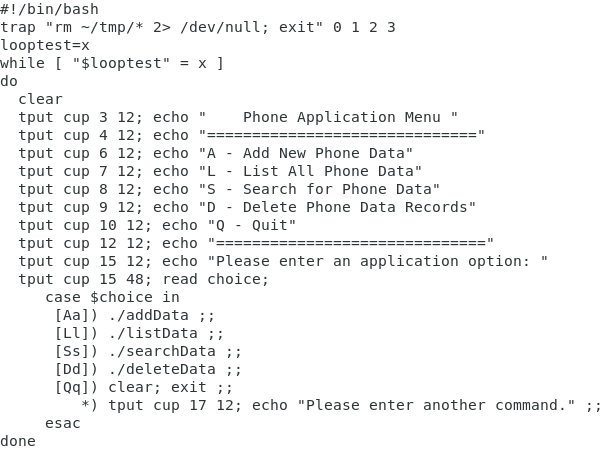 #!/bin/bash
trap "rm ~/tmp/* 2> /dev/null; exit" 0 1 2 3
looptest=x
while [ "$looptest" = x ]
do
  clear
  tput cup 3 12; echo "    Phone Application Menu "
  tput cup 4 12; echo "=============================="
  tput cup 6 12; echo "A - Add New Phone Data"
  tput cup 7 12; echo "L - List All Phone Data"
  tput cup 8 12; echo "S - Search for Phone Data"
  tput cup 9 12; echo "D - Delete Phone Data Records"
  tput cup 10 12; echo "Q - Quit"
  tput cup 12 12; echo "=============================="
  tput cup 15 12; echo "Please enter an application option: "
  tput cup 15 48; read choice;
     case $choice in
      [Aa]) ./addData ;;
      [Ll]) ./listData ;;
      [Ss]) ./searchData ;;
      [Dd]) ./deleteData ;;
      [Qq]) clear; exit ;;
         *) tput cup 17 12; echo "Please enter another command." ;;
     esac
done